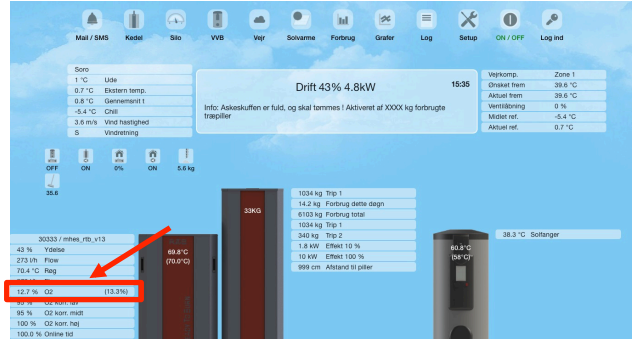 Mail / SMS Kedel Silo VVB Vejr Solvarme Forbrug Grafer Log Setup ON / OFF Log ind
Soro
1 °C Ude
0.7 °C Ekstern temp.
0.8 °C Gennemsnit t
-5.4 °C Chill
3.6 m/s Vind hastighed
S Vindretning
Drift 43% 4.8kW 15:35
Info: Askeskuffen er fuld, og skal tømmes ! Aktiveret af XXXX kg forbrugte
træpiller
Vejrkomp. Zone 1
Ønsket frem 39.6 °C
Aktuel frem 39.6 °C
Ventilåbning 0 %
Midlet ref. -5.4 °C
Aktuel ref. 0.7 °C
OFF ON 0% ON 5.6 kg
35.6
33KG
1034 kg Trip 1
14.2 kg Forbrug dette døgn
6103 kg Forbrug total
1034 kg Trip 1
340 kg Trip 2
1.8 kW Effekt 10 %
10 kW Effekt 100 %
999 cm Afstand til piller
38.3 °C Solfanger
60.8°C
(58°C)
69.8°C
(70.0°C)
30333 / mhes_rtb_v13
43 % Ydelse
273 l/h Flow
70.4 °C Røg
12.7 % O2 (13.3%)
95 % O2 korr. lav
95 % O2 korr. midt
100 % O2 korr. høj
100.0 % Online tid